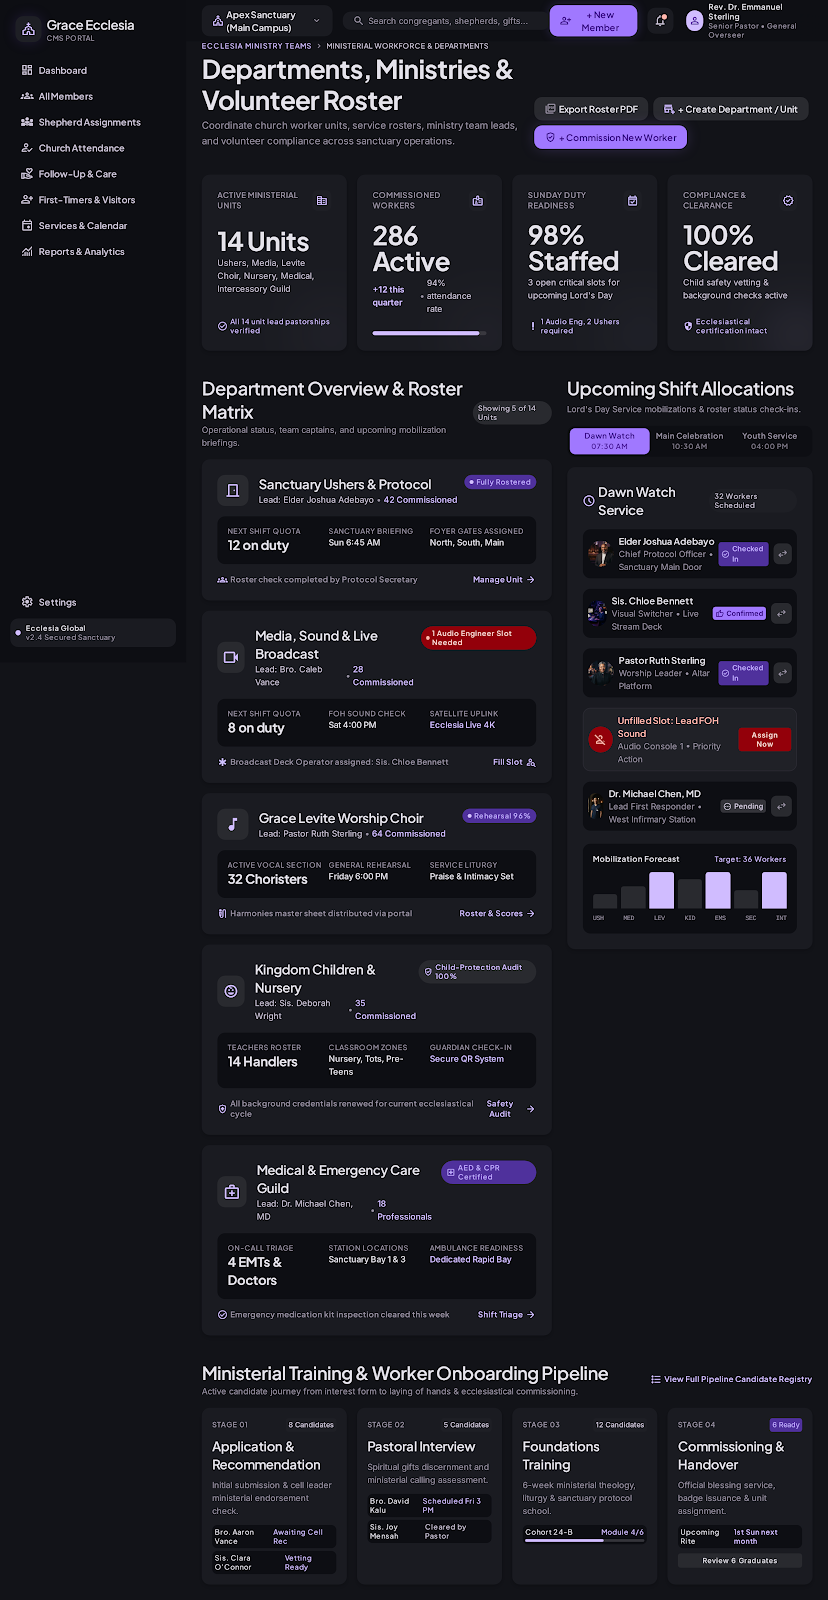 Grace Ecclesia
CMS PORTAL
Dashboard
All Members
Shepherd Assignments
Church Attendance
Follow-Up & Care
First-Timers & Visitors
Services & Calendar
Reports & Analytics
Settings
Ecclesia Global
v2.4 Secured Sanctuary
Apex Sanctuary
(Main Campus)
Search congregants, shepherds, gifts...
+ New
Member
Rev. Dr. Emmanuel
Sterling
Senior Pastor • General
Overseer
ECCLESIA MINISTRY TEAMS > MINISTERIAL WORKFORCE & DEPARTMENTS
Departments, Ministries &
Volunteer Roster
Coordinate church worker units, service rosters, ministry team leads,
and volunteer compliance across sanctuary operations.
Export Roster PDF
+ Create Department / Unit
+ Commission New Worker
ACTIVE MINISTERIAL
UNITS
14 Units
Ushers, Media, Levite
Choir, Nursery, Medical,
Intercessory Guild
All 14 unit lead pastorships
verified
COMMISSIONED
WORKERS
286
Active
+12 this
quarter
• 94%
attendance
rate
SUNDAY DUTY
READINESS
98%
Staffed
3 open critical slots for
upcoming Lord's Day
1 Audio Eng, 2 Ushers
required
COMPLIANCE &
CLEARANCE
100%
Cleared
Child safety vetting &
background checks active
Ecclesiastical
certification intact
Department Overview & Roster
Matrix
Operational status, team captains, and upcoming mobilization
briefings.
Showing 5 of 14
Units
Sanctuary Ushers & Protocol
Lead: Elder Joshua Adebayo • 42 Commissioned
• Fully Rostered
NEXT SHIFT QUOTA
12 on duty
SANCTUARY BRIEFING
Sun 6:45 AM
FOYER GATES ASSIGNED
North, South, Main
Roster check completed by Protocol Secretary
Manage Unit →
Media, Sound & Live
Broadcast
Lead: Bro. Caleb
Vance
• 28
Commissioned
• 1 Audio Engineer Slot
Needed
NEXT SHIFT QUOTA
8 on duty
FOH SOUND CHECK
Sat 4:00 PM
SATELLITE UPLINK
Ecclesia Live 4K
Broadcast Deck Operator assigned: Sis. Chloe Bennett
Fill Slot
Grace Levite Worship Choir
Lead: Pastor Ruth Sterling • 64 Commissioned
• Rehearsal 96%
ACTIVE VOCAL SECTION
32 Choristers
GENERAL REHEARSAL
Friday 6:00 PM
SERVICE LITURGY
Praise & Intimacy Set
Harmonies master sheet distributed via portal
Roster & Scores →
Kingdom Children &
Nursery
Lead: Sis. Deborah
Wright
• 35
Commissioned
Child-Protection Audit
100%
TEACHERS ROSTER
14 Handlers
CLASSROOM ZONES
Nursery, Tots, Pre-
Teens
GUARDIAN CHECK-IN
Secure QR System
All background credentials renewed for current ecclesiastical
cycle
Safety
Audit →
Medical & Emergency Care
Guild
Lead: Dr. Michael Chen,
MD
• 18
Professionals
AED & CPR
Certified
ON-CALL TRIAGE
4 EMTs &
Doctors
STATION LOCATIONS
Sanctuary Bay 1 & 3
AMBULANCE READINESS
Dedicated Rapid Bay
Emergency medication kit inspection cleared this week
Shift Triage →
Upcoming Shift Allocations
Lord's Day Service mobilizations & roster status check-ins.
Dawn Watch
07:30 AM
Main Celebration
10:30 AM
Youth Service
04:00 PM
Dawn Watch
Service
32 Workers
Scheduled
Elder Joshua Adebayo
Chief Protocol Officer •
Sanctuary Main Door
Checked
In
Sis. Chloe Bennett
Visual Switcher • Live
Stream Deck
Confirmed
Pastor Ruth Sterling
Worship Leader • Altar
Platform
Checked
In
Unfilled Slot: Lead FOH
Sound
Audio Console 1 • Priority
Action
Assign
Now
Dr. Michael Chen, MD
Lead First Responder •
West Infirmary Station
Pending
Mobilization Forecast
Target: 36 Workers
USH MED LEV KID EMS SEC INT
Ministerial Training & Worker Onboarding Pipeline
Active candidate journey from interest form to laying of hands & ecclesiastical commissioning.
View Full Pipeline Candidate Registry
STAGE 01
8 Candidates
Application &
Recommendation
Initial submission & cell leader
ministerial endorsement
check.
Bro. Aaron
Vance
Awaiting Cell
Rec
Sis. Clara
O'Connor
Vetting
Ready
STAGE 02
5 Candidates
Pastoral Interview
Spiritual gifts discernment and
ministerial calling assessment.
Bro. David
Kalu
Scheduled Fri 3
PM
Sis. Joy
Mensah
Cleared by
Pastor
STAGE 03
12 Candidates
Foundations
Training
6-week ministerial theology,
liturgy & sanctuary protocol
school.
Cohort 24-B
Module 4/6
STAGE 04
6 Ready
Commissioning &
Handover
Official blessing service,
badge issuance & unit
assignment.
Upcoming
Rite
1st Sun next
month
Review 6 Graduates